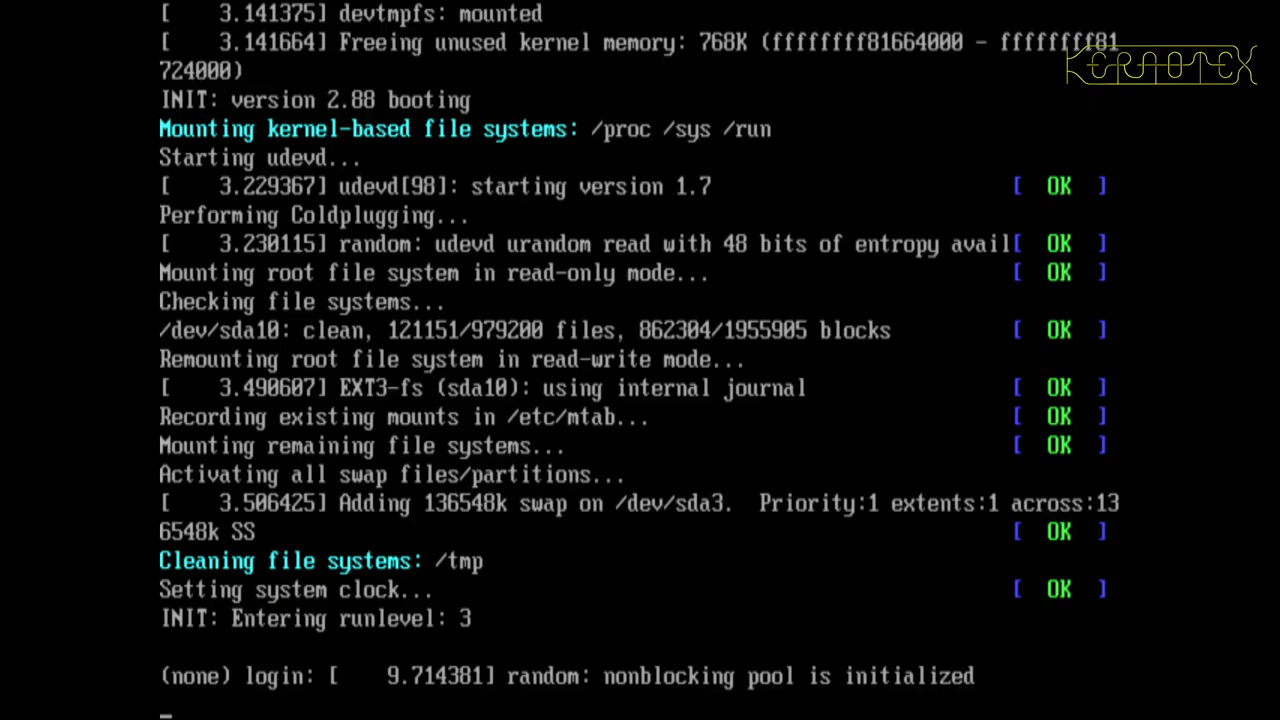 [    3.141375] devtmpfs: mounted
[    3.141664] Freeing unused kernel memory: 768K (ffffffff81664000 - ffffffff81
724000)
KERNOTEX
INIT: version 2.88 booting
Mounting kernel-based file systems: /proc /sys /run
Starting udevd...
[    3.229367] udevd[98]: starting version 1.7 [  OK  ]
Performing Coldplugging...
[    3.230115] random: udevd urandom read with 48 bits of entropy avail[  OK  ]
Mounting root file system in read-only mode... [  OK  ]
Checking file systems...
/dev/sda10: clean, 121151/979200 files, 862304/1955905 blocks [  OK  ]
Remounting root file system in read-write mode...
[    3.490607] EXT3-fs (sda10): using internal journal [  OK  ]
Recording existing mounts in /etc/mtab... [  OK  ]
Mounting remaining file systems... [  OK  ]
Activating all swap files/partitions...
[    3.506425] Adding 136548k swap on /dev/sda3.  Priority:1 extents:1 across:13
6548k SS [  OK  ]
Cleaning file systems: /tmp
Setting system clock... [  OK  ]
INIT: Entering runlevel: 3
(none) login: [    9.714381] random: nonblocking pool is initialized